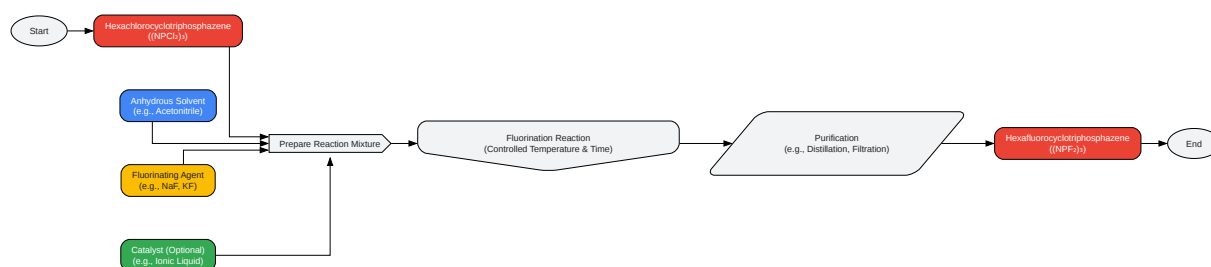 Start
Hexachlorocyclotriphosphazene
((NPCl₂)₃)
Anhydrous Solvent
(e.g., Acetonitrile)
Fluorinating Agent
(e.g., NaF, KF)
Catalyst (Optional)
(e.g., Ionic Liquid)
Prepare Reaction Mixture
Fluorination Reaction
(Controlled Temperature & Time)
Purification
(e.g., Distillation, Filtration)
Hexafluorocyclotriphosphazene
((NPF₂)₃)
End